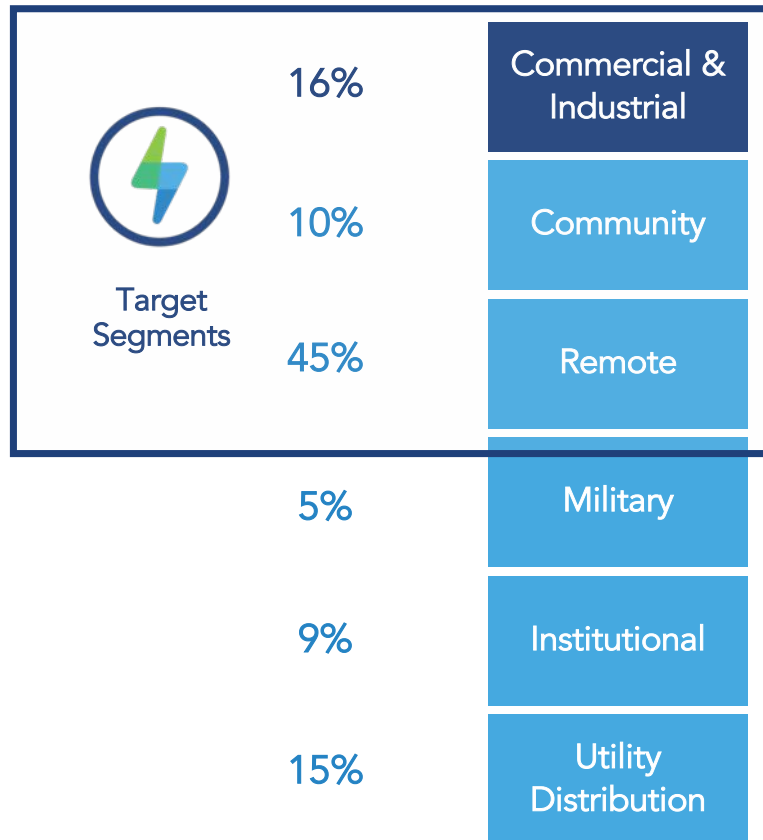 16%
Commercial &
Industrial
10%
Community
Target
Segments
45%
Remote
5%
Military
9%
Institutional
15%
Utility
Distribution